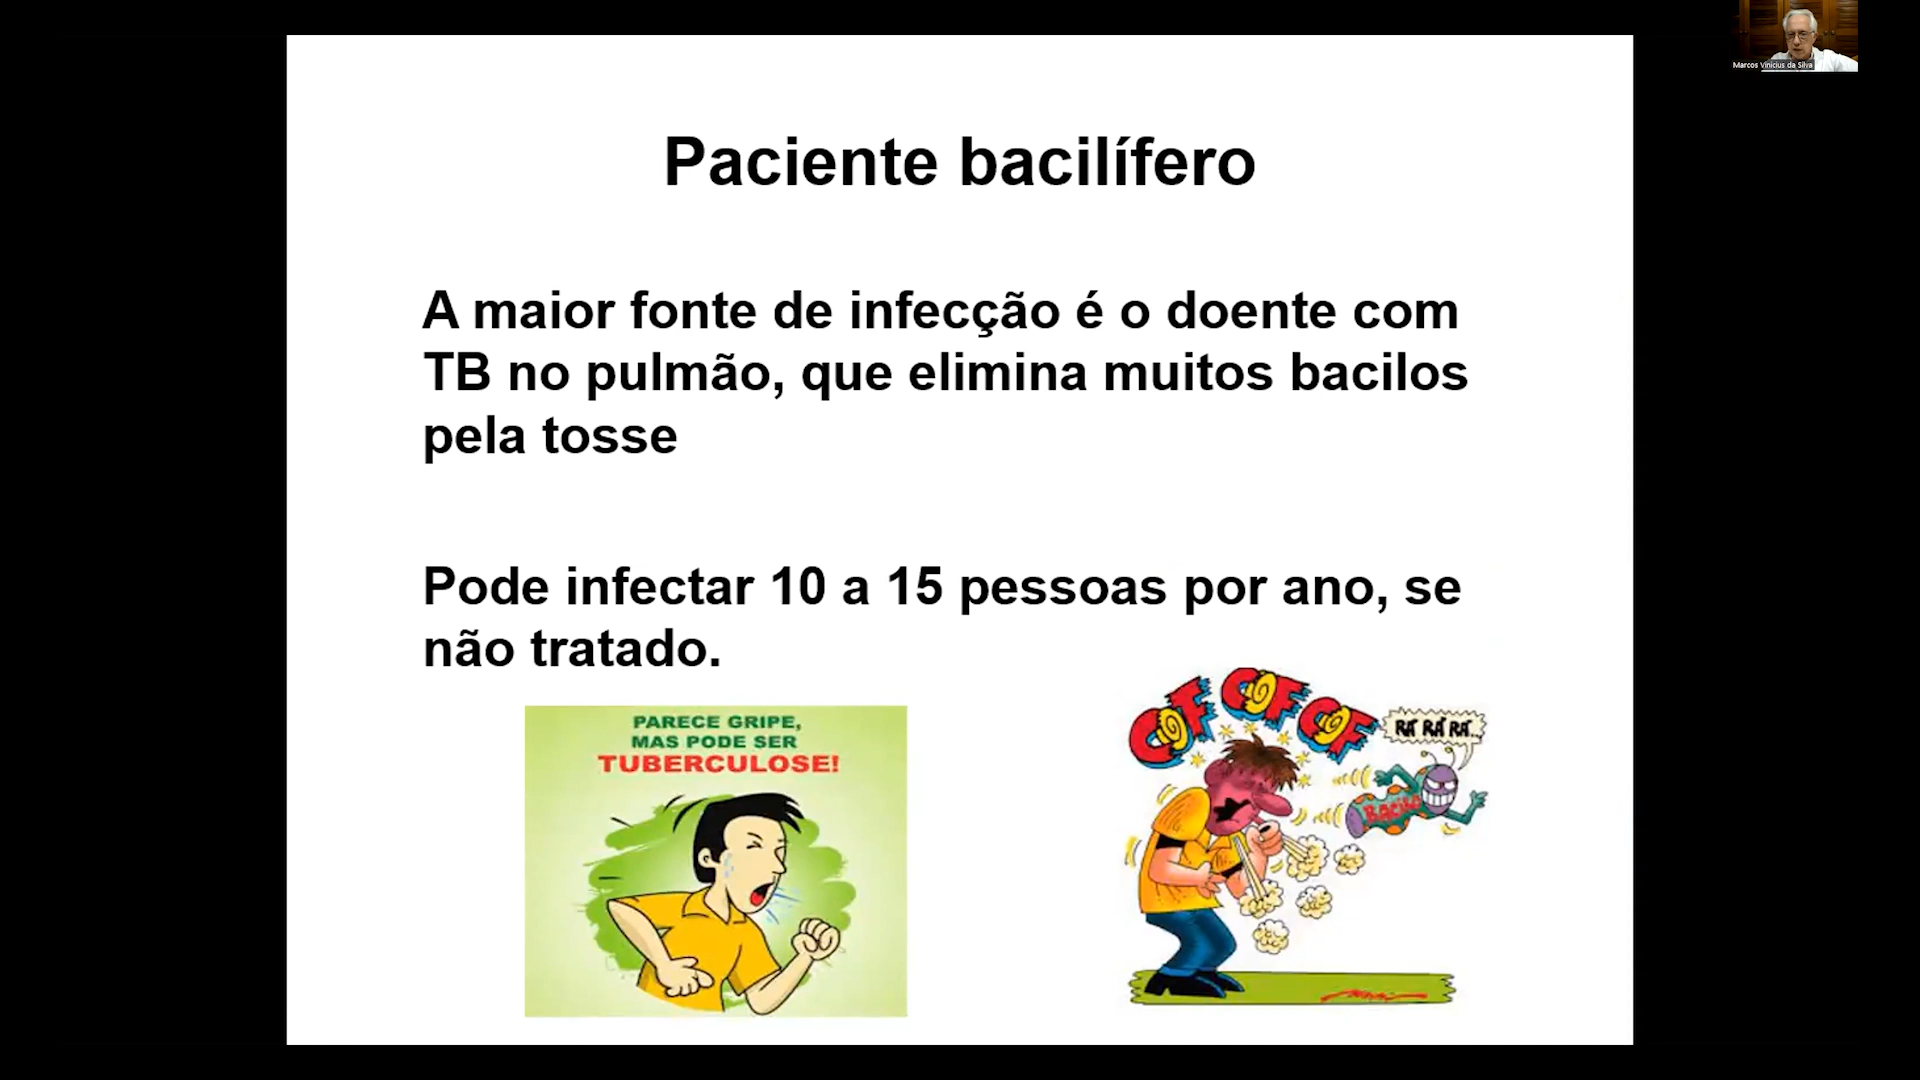 Marcos Vinicius da Silva
Paciente bacilífero
A maior fonte de infecção é o doente com
TB no pulmão, que elimina muitos bacilos
pela tosse
Pode infectar 10 a 15 pessoas por ano, se
não tratado.
PARECE GRIPE,
MAS PODE SER
TUBERCULOSE!
COF COF COF
RÁ RÁ RÁ...
Bacilo